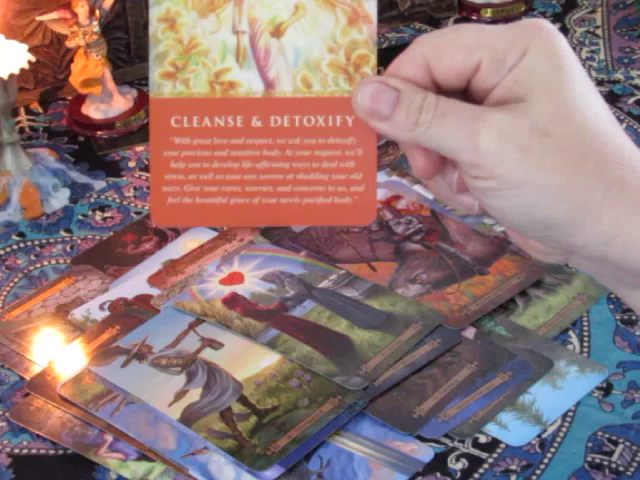 CLEANSE & DETOXIFY
"With great love and respect, we ask you to detoxify
your precious and sensitive body. At your request, we'll
help you to develop life-affirming ways to deal with
stress, as well as ease any sorrow at shedding your old
ways. Give your cares, worries, and concerns to us, and
feel the beautiful grace of your newly purified body."